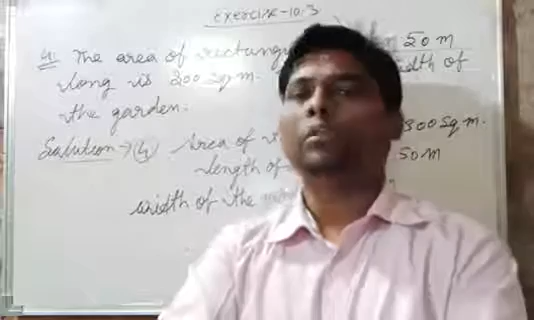 Exercise-10.3
4. The area of rectangu 50 m
long is 300 sq m. width of
the garden.
Solution → (4) Area of 300 sq m.
length of 50 m
width of the